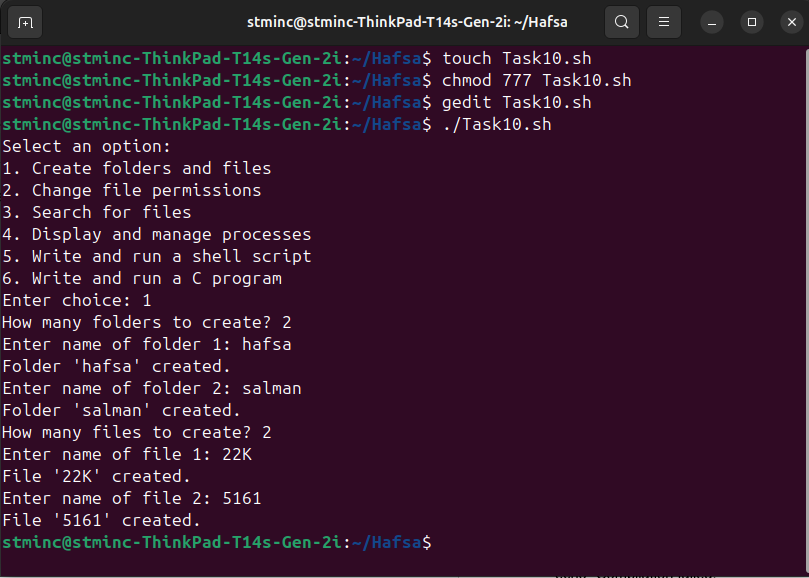 stminc@stminc-ThinkPad-T14s-Gen-2i: ~/Hafsa
stminc@stminc-ThinkPad-T14s-Gen-2i:~/Hafsa$ touch Task10.sh
stminc@stminc-ThinkPad-T14s-Gen-2i:~/Hafsa$ chmod 777 Task10.sh
stminc@stminc-ThinkPad-T14s-Gen-2i:~/Hafsa$ gedit Task10.sh
stminc@stminc-ThinkPad-T14s-Gen-2i:~/Hafsa$ ./Task10.sh
Select an option:
1. Create folders and files
2. Change file permissions
3. Search for files
4. Display and manage processes
5. Write and run a shell script
6. Write and run a C program
Enter choice: 1
How many folders to create? 2
Enter name of folder 1: hafsa
Folder 'hafsa' created.
Enter name of folder 2: salman
Folder 'salman' created.
How many files to create? 2
Enter name of file 1: 22K
File '22K' created.
Enter name of file 2: 5161
File '5161' created.
stminc@stminc-ThinkPad-T14s-Gen-2i:~/Hafsa$